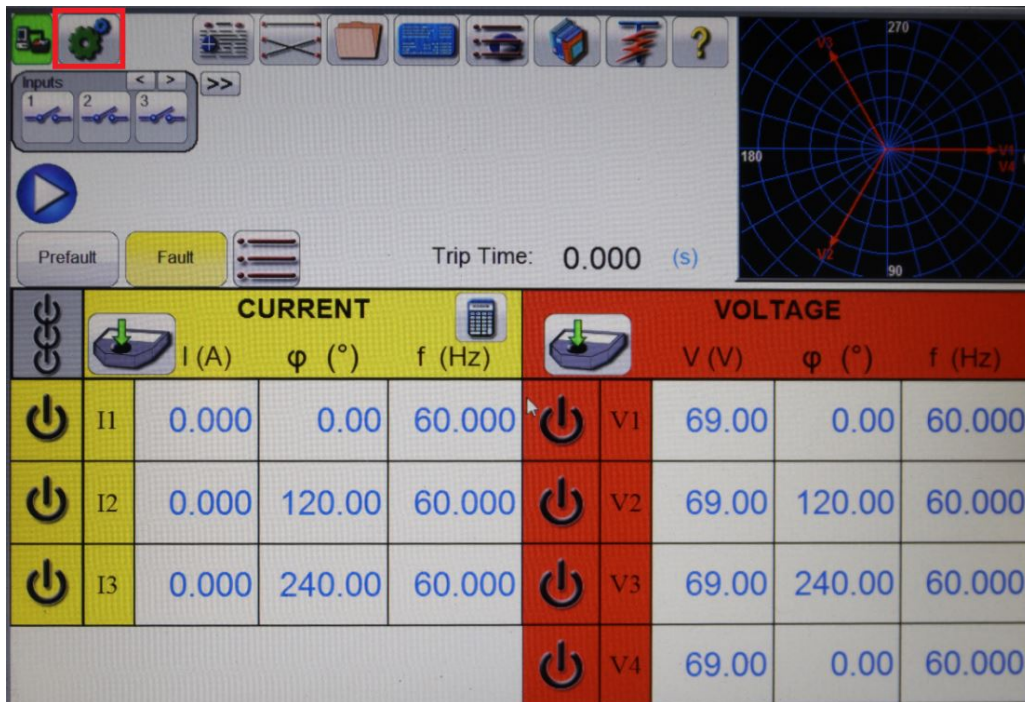 ?
Inputs
< >
>>
1 2 3
270
V3
180
V1
V4
V2
90
Prefault Fault Trip Time: 0.000 (s)
CURRENT VOLTAGE
I (A) φ (°) f (Hz) V (V) φ (°) f (Hz)
I1 0.000 0.00 60.000 V1 69.00 0.00 60.000
I2 0.000 120.00 60.000 V2 69.00 120.00 60.000
I3 0.000 240.00 60.000 V3 69.00 240.00 60.000
V4 69.00 0.00 60.000